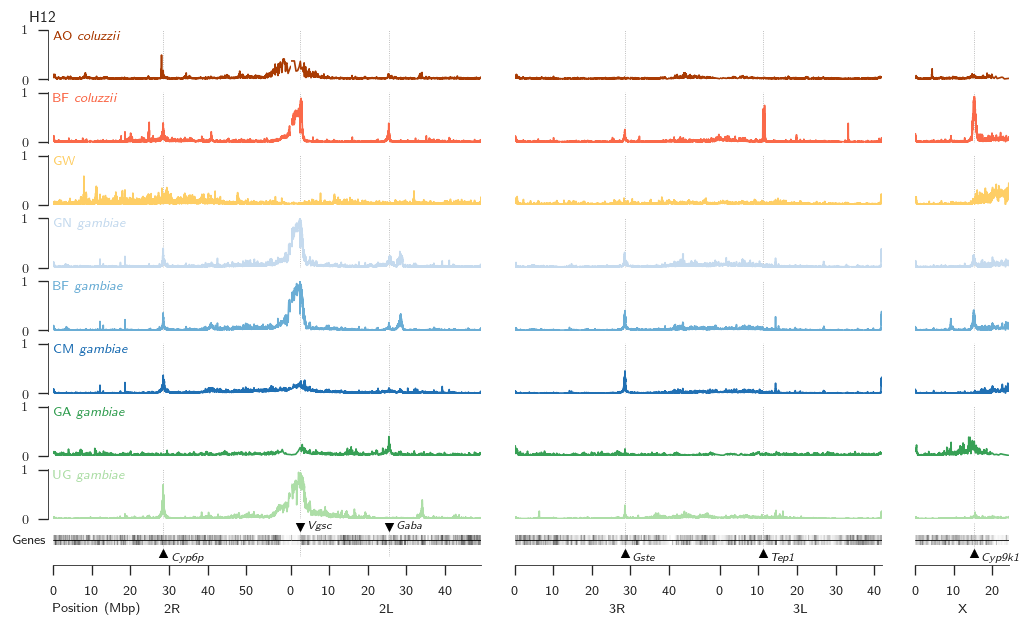 H12
1
AO coluzzii
0
1
BF coluzzii
0
1
GW
0
1
GN gambiae
0
1
BF gambiae
0
1
CM gambiae
0
1
GA gambiae
0
1
UG gambiae
0
Vgsc Gaba
Genes
Cyp6p Gste Tep1 Cyp9k1
0 10 20 30 40 50 0 10 20 30 40 0 10 20 30 40 0 10 20 30 40 0 10 20
Position (Mbp) 2R 2L 3R 3L X